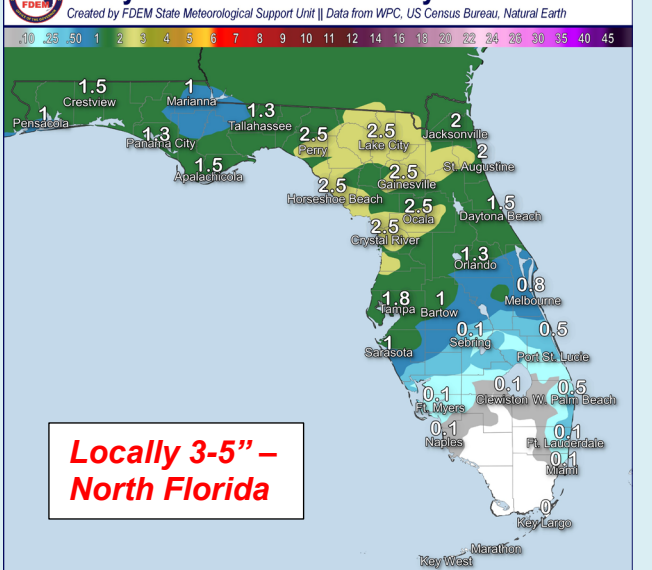 FDEM
Created by FDEM State Meteorological Support Unit || Data from WPC, US Census Bureau, Natural Earth
.10 .25 .50 1 2 3 4 5 6 7 8 9 10 11 12 14 16 18 20 22 24 26 30 35 40 45
1.5
Crestview
1
Marianna
1
Pensacola
1.3
Panama City
1.3
Tallahassee
1.5
Apalachicola
2.5
Perry
2.5
Lake City
2
Jacksonville
2
St. Augustine
2.5
Horseshoe Beach
2.5
Gainesville
2.5
Ocala
1.5
Daytona Beach
2.5
Crystal River
1.3
Orlando
0.8
Melbourne
1.8
Tampa
1
Bartow
1
Sarasota
0.1
Sebring
0.5
Port St. Lucie
0.1
Ft. Myers
0.1
Clewiston
0.5
W. Palm Beach
0.1
Naples
0.1
Ft. Lauderdale
0.1
Miami
0
Key Largo
Marathon
Key West
Locally 3-5” –
North Florida